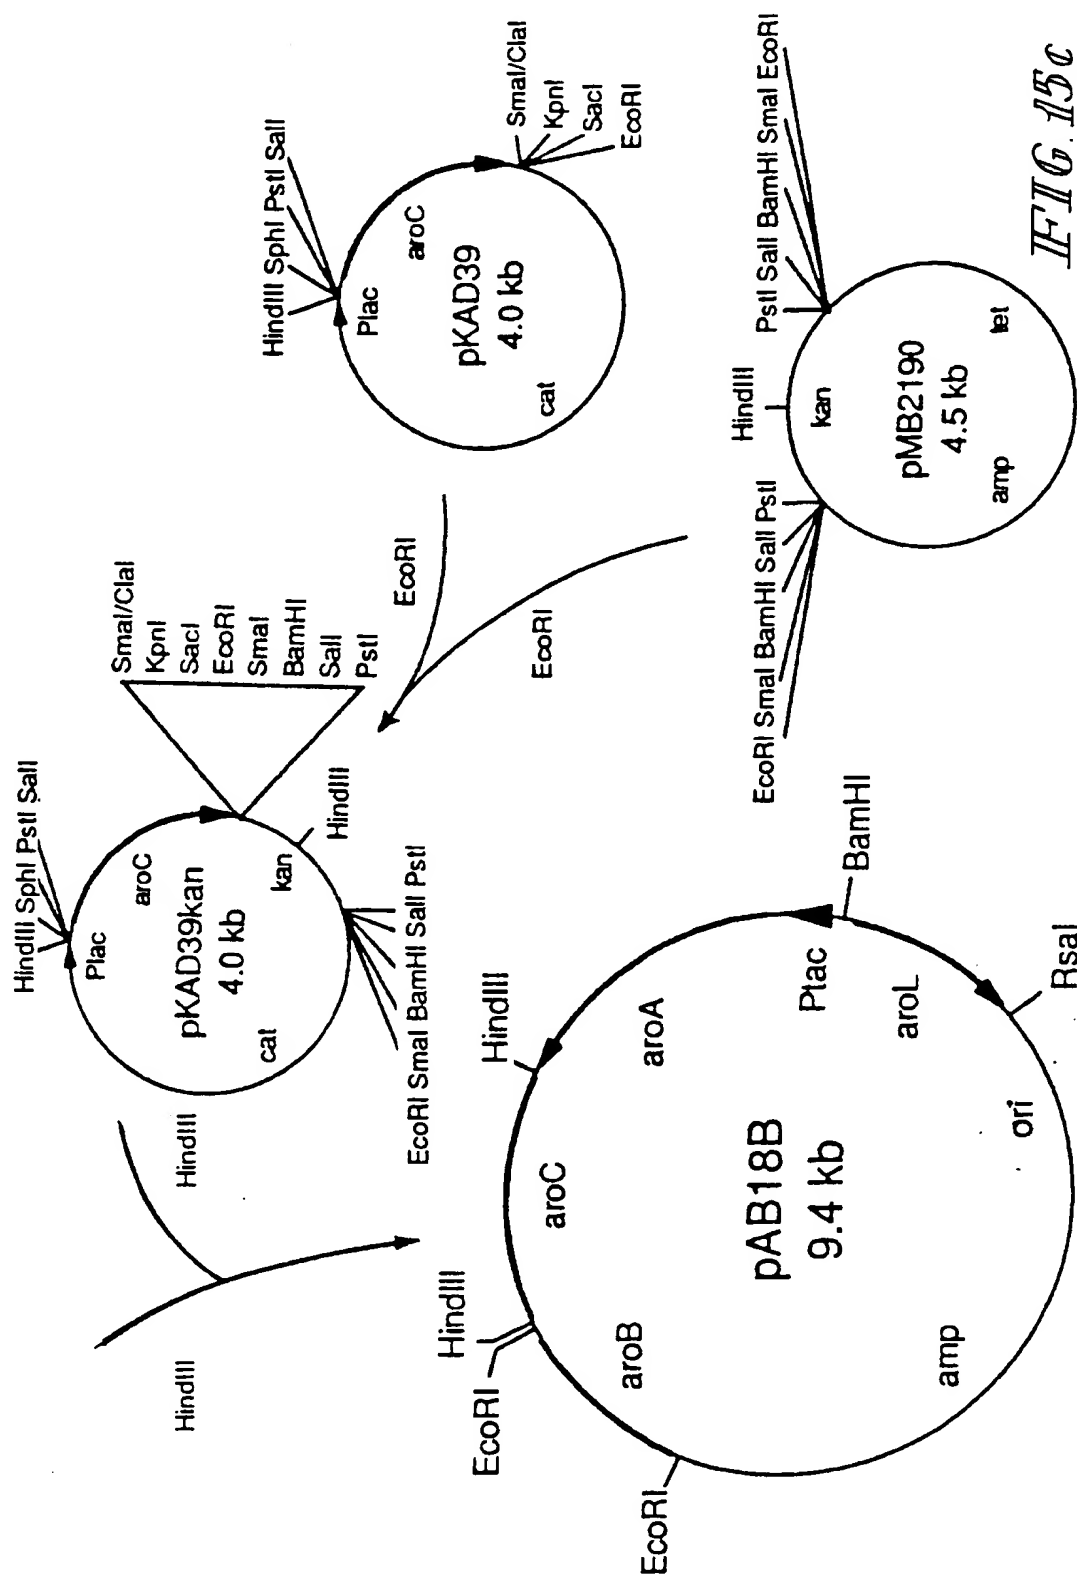 HindIII SphI PstI SalI
Plac
aroC
pKAD39
4.0 kb
cat
SmaI/ClaI
KpnI
SacI
EcoRI
EcoRI SmaI BamHI SalI PstI
HindIII
PstI SalI BamHI SmaI EcoRI
kan
pMB2190
4.5 kb
amp
tet
EcoRI
EcoRI
HindIII SphI PstI SalI
Plac
aroC
pKAD39kan
4.0 kb
cat
kan
HindIII
SmaI/ClaI
KpnI
SacI
EcoRI
SmaI
BamHI
SalI
PstI
EcoRI SmaI BamHI SalI PstI
HindIII
HindIII
EcoRI
EcoRI
HindIII
HindIII
BamHI
RsaI
aroB
aroC
aroA
Ptac
aroL
pAB18B
9.4 kb
amp
ori
FIG. 15c